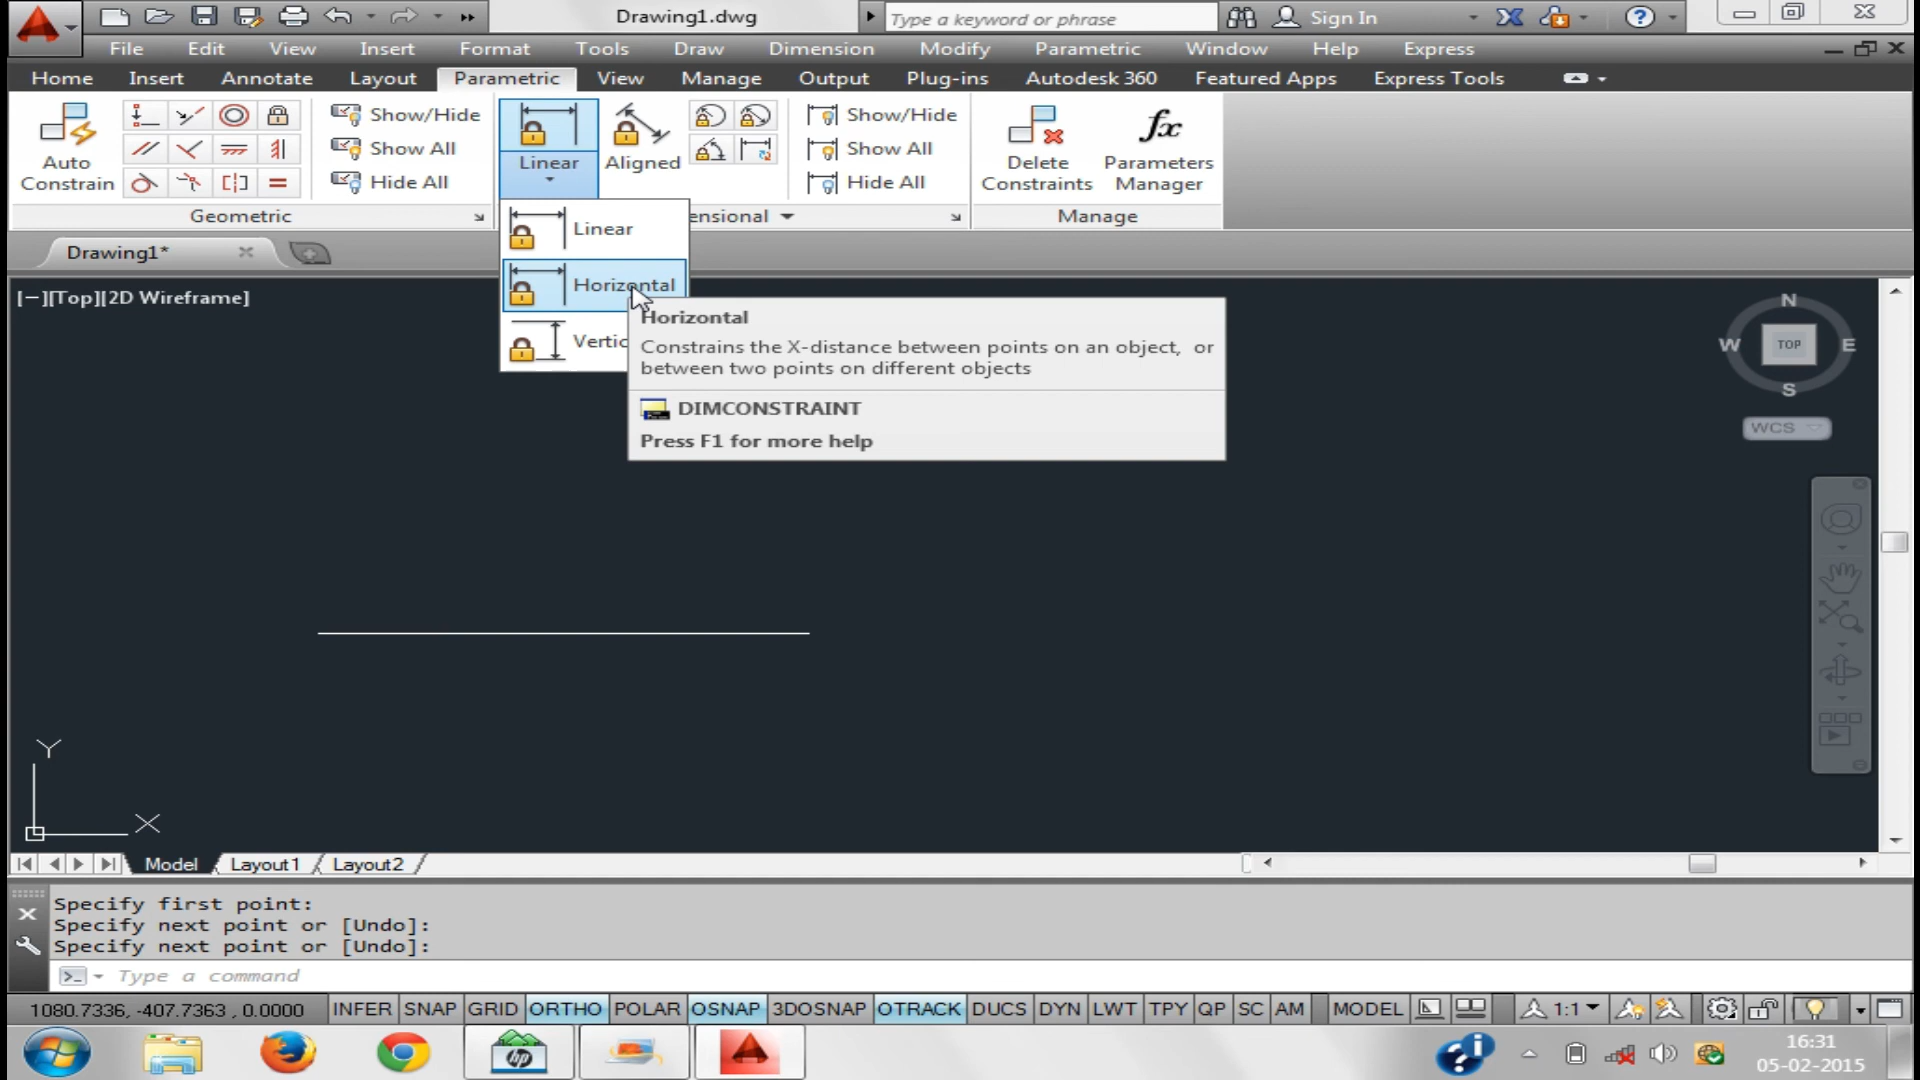 Drawing1.dwg
Type a keyword or phrase
Sign In
File Edit View Insert Format Tools Draw Dimension Modify Parametric Window Help Express
Home Insert Annotate Layout Parametric View Manage Output Plug-ins Autodesk 360 Featured Apps Express Tools
Auto
Constrain
Show/Hide
Show All
Hide All
Geometric
Linear
Aligned
Show/Hide
Show All
Hide All
ensional
Delete
Constraints
Parameters
Manager
fx
Manage
Drawing1*
Linear
Horizontal
Vertic
[−][Top][2D Wireframe]
Horizontal
Constrains the X-distance between points on an object, or
between two points on different objects
DIMCONSTRAINT
Press F1 for more help
N
W TOP E
S
WCS
Y
X
Model Layout1 Layout2
Specify first point:
Specify next point or [Undo]:
Specify next point or [Undo]:
Type a command
1080.7336, -407.7363 , 0.0000 INFER SNAP GRID ORTHO POLAR OSNAP 3DOSNAP OTRACK DUCS DYN LWT TPY QP SC AM MODEL 1:1
hp
16:31
05-02-2015